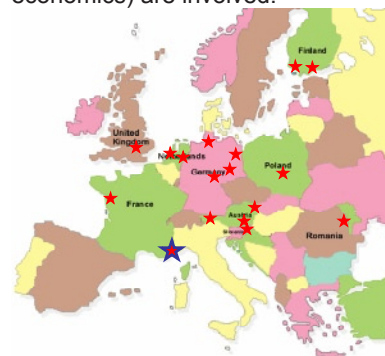 economics) are involved.
Finland
United
Kingdom
Netherlands
Germany
Poland
France
Austria
Romania